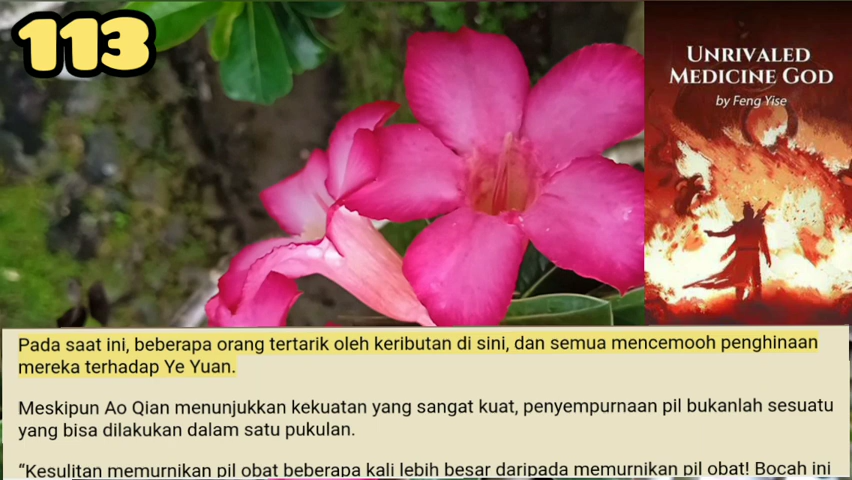 113
UNRIVALED
MEDICINE GOD
by Feng Yise
Pada saat ini, beberapa orang tertarik oleh keributan di sini, dan semua mencemooh penghinaan
mereka terhadap Ye Yuan.
Meskipun Ao Qian menunjukkan kekuatan yang sangat kuat, penyempurnaan pil bukanlah sesuatu
yang bisa dilakukan dalam satu pukulan.
“Kesulitan memurnikan pil obat beberapa kali lebih besar daripada memurnikan pil obat! Bocah ini